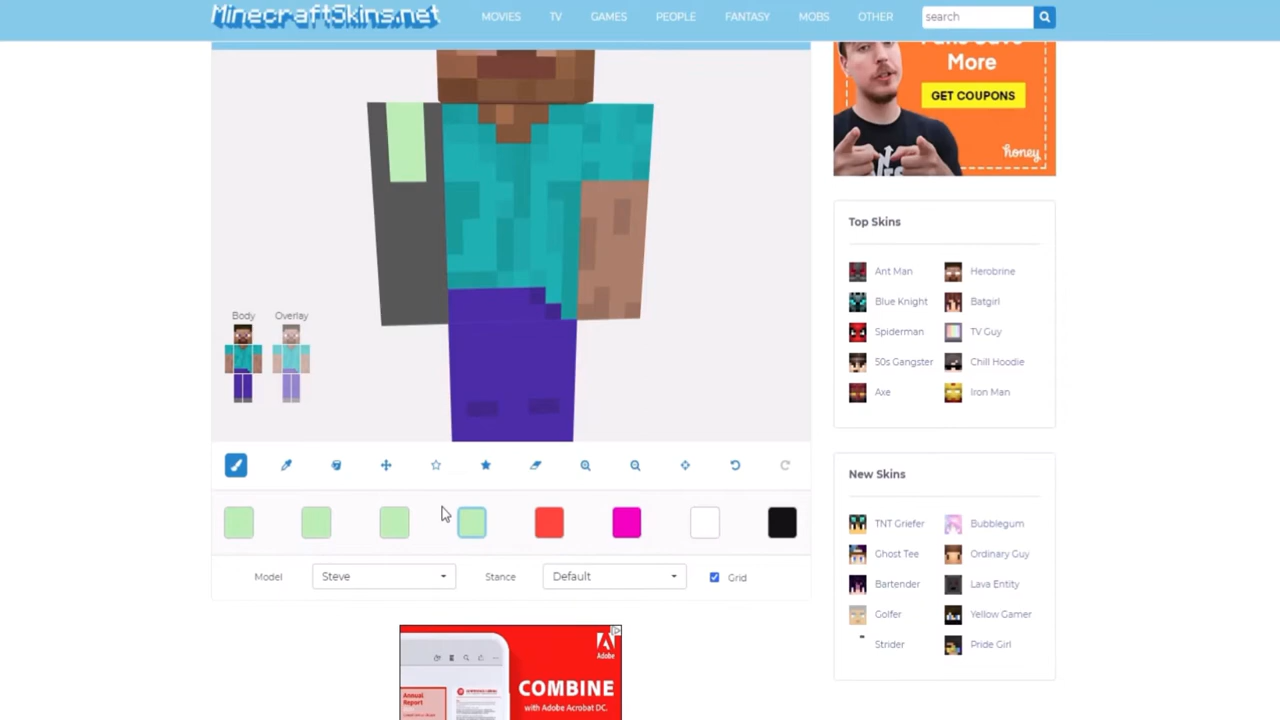 MinecraftSkins.net
MOVIES TV GAMES PEOPLE FANTASY MOBS OTHER search
More
GET COUPONS
honey
Top Skins
Ant Man Herobrine
Blue Knight Batgirl
Spiderman TV Guy
50s Gangster Chill Hoodie
Axe Iron Man
Body Overlay
New Skins
TNT Griefer Bubblegum
Ghost Tee Ordinary Guy
Bartender Lava Entity
Golfer Yellow Gamer
Strider Pride Girl
Model Steve Stance Default Grid
Adobe
Annual
Report
COMBINE
with Adobe Acrobat DC.